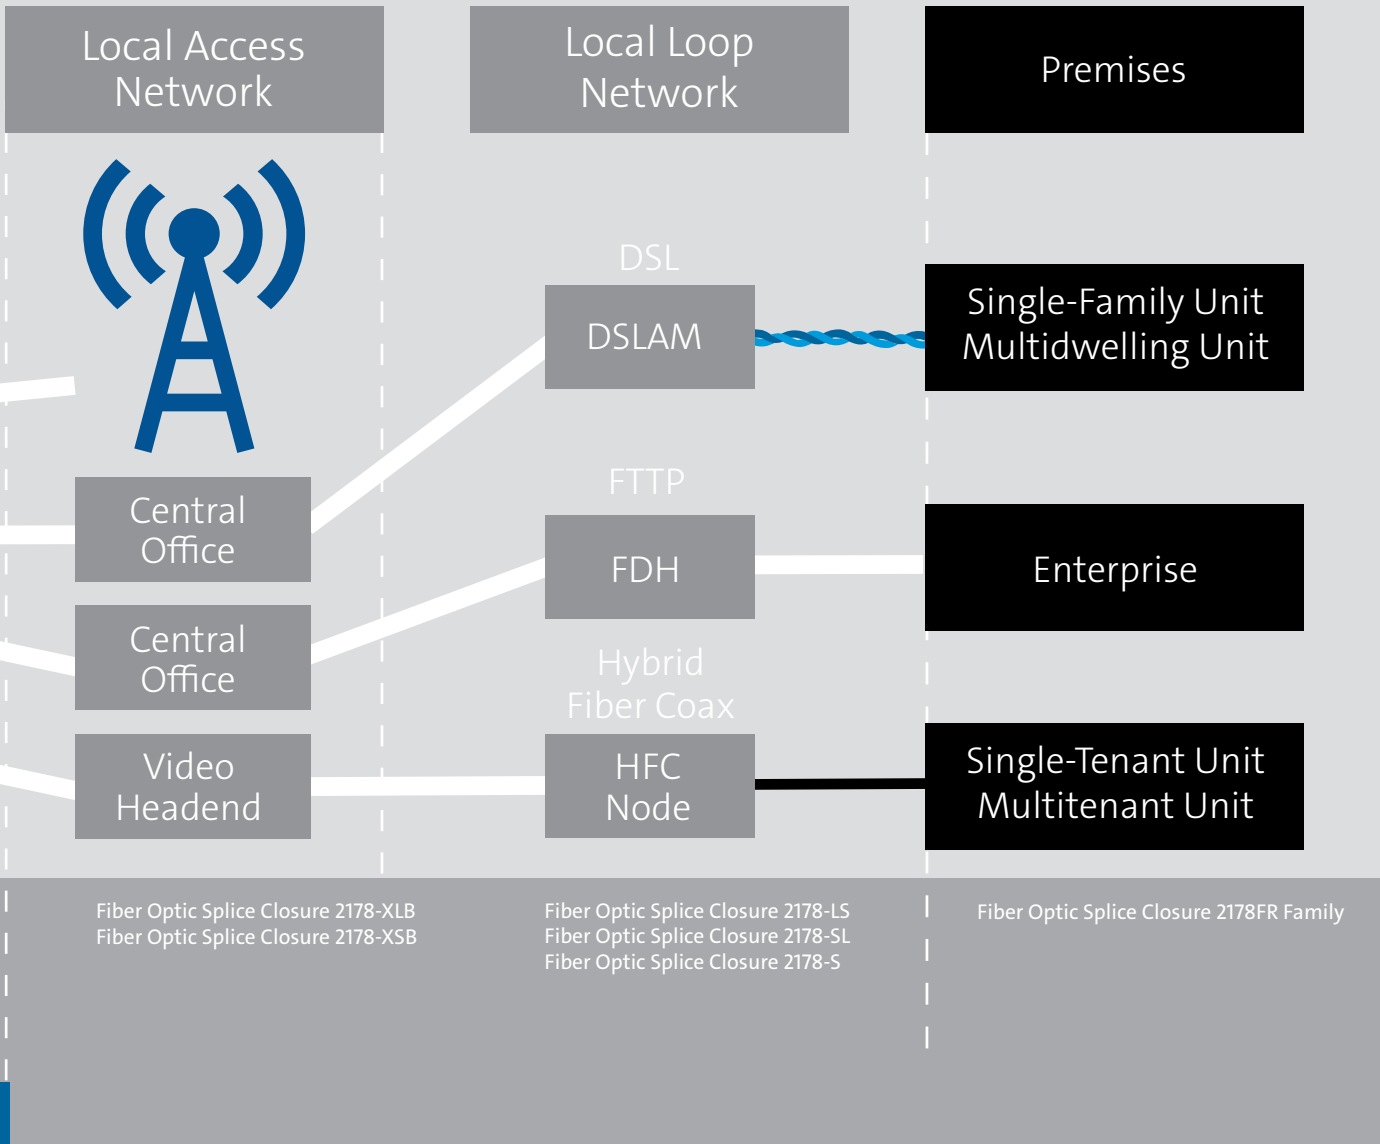 Local Access
Network
Local Loop
Network
Premises
DSL
DSLAM
Single-Family Unit
Multidwelling Unit
Central
Office
FTTP
FDH
Enterprise
Central
Office
Hybrid
Fiber Coax
Video
Headend
HFC
Node
Single-Tenant Unit
Multitenant Unit
Fiber Optic Splice Closure 2178-XLB
Fiber Optic Splice Closure 2178-XSB
Fiber Optic Splice Closure 2178-LS
Fiber Optic Splice Closure 2178-SL
Fiber Optic Splice Closure 2178-S
Fiber Optic Splice Closure 2178FR Family